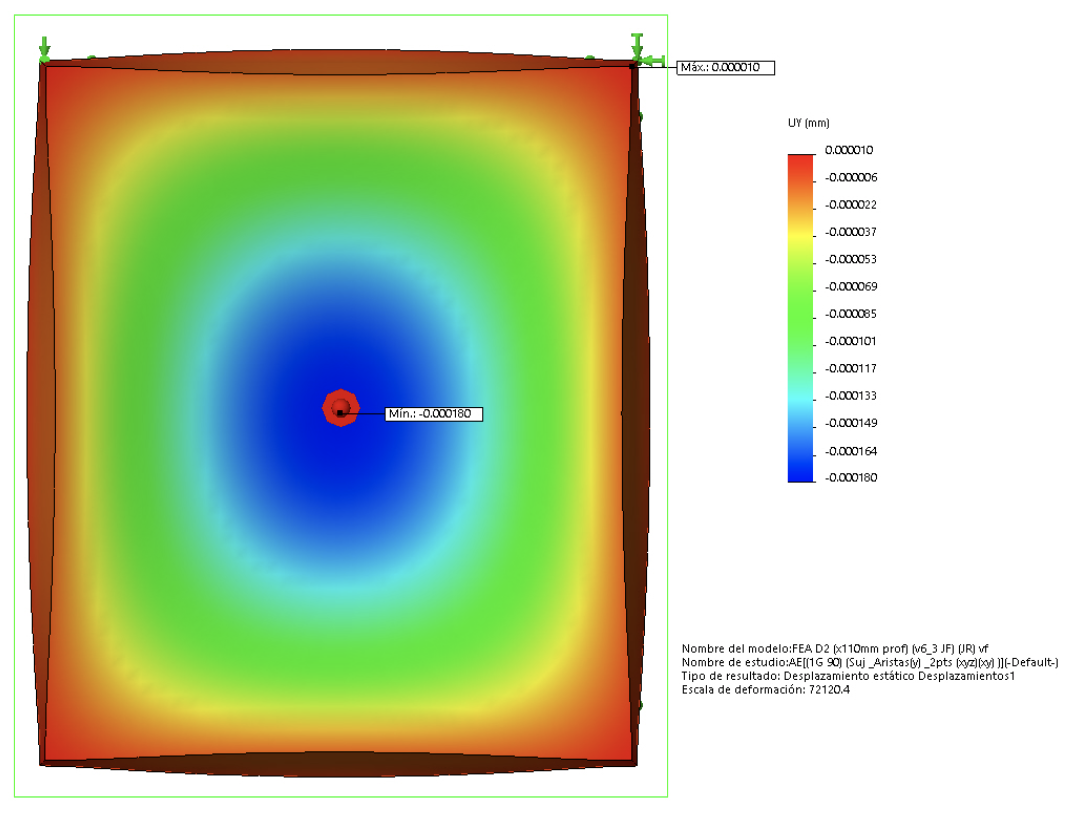 Máx.: 0.000010
UY (mm)
0.000010
-0.000006
-0.000022
-0.000037
-0.000053
-0.000069
-0.000085
-0.000101
-0.000117
-0.000133
-0.000149
-0.000164
-0.000180
Mín.: -0.000180
Nombre del modelo:FEA D2 (x110mm prof) (v6_3 JF) (JR) vf
Nombre de estudio:AE[(1G 90) (Suj _Aristas(y) _2pts (xyz)(xy) )](-Default-)
Tipo de resultado: Desplazamiento estático Desplazamientos1
Escala de deformación: 72120.4